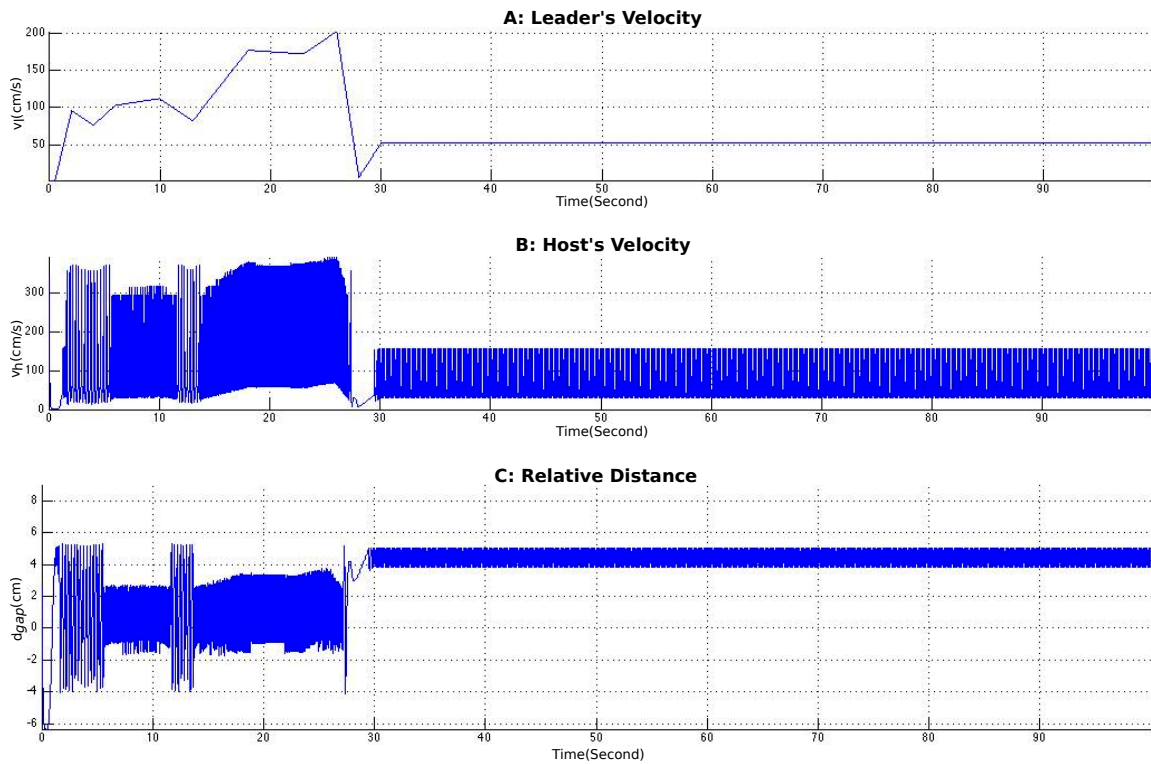 A: Leader's Velocity
200
150
100
50
vl(cm/s)
0 10 20 30 40 50 60 70 80 90
Time(Second)
B: Host's Velocity
300
200
100
0
vh(cm/s)
0 10 20 30 40 50 60 70 80 90
Time(Second)
C: Relative Distance
8
6
4
2
0
-2
-4
-6
dgap(cm)
0 10 20 30 40 50 60 70 80 90
Time(Second)